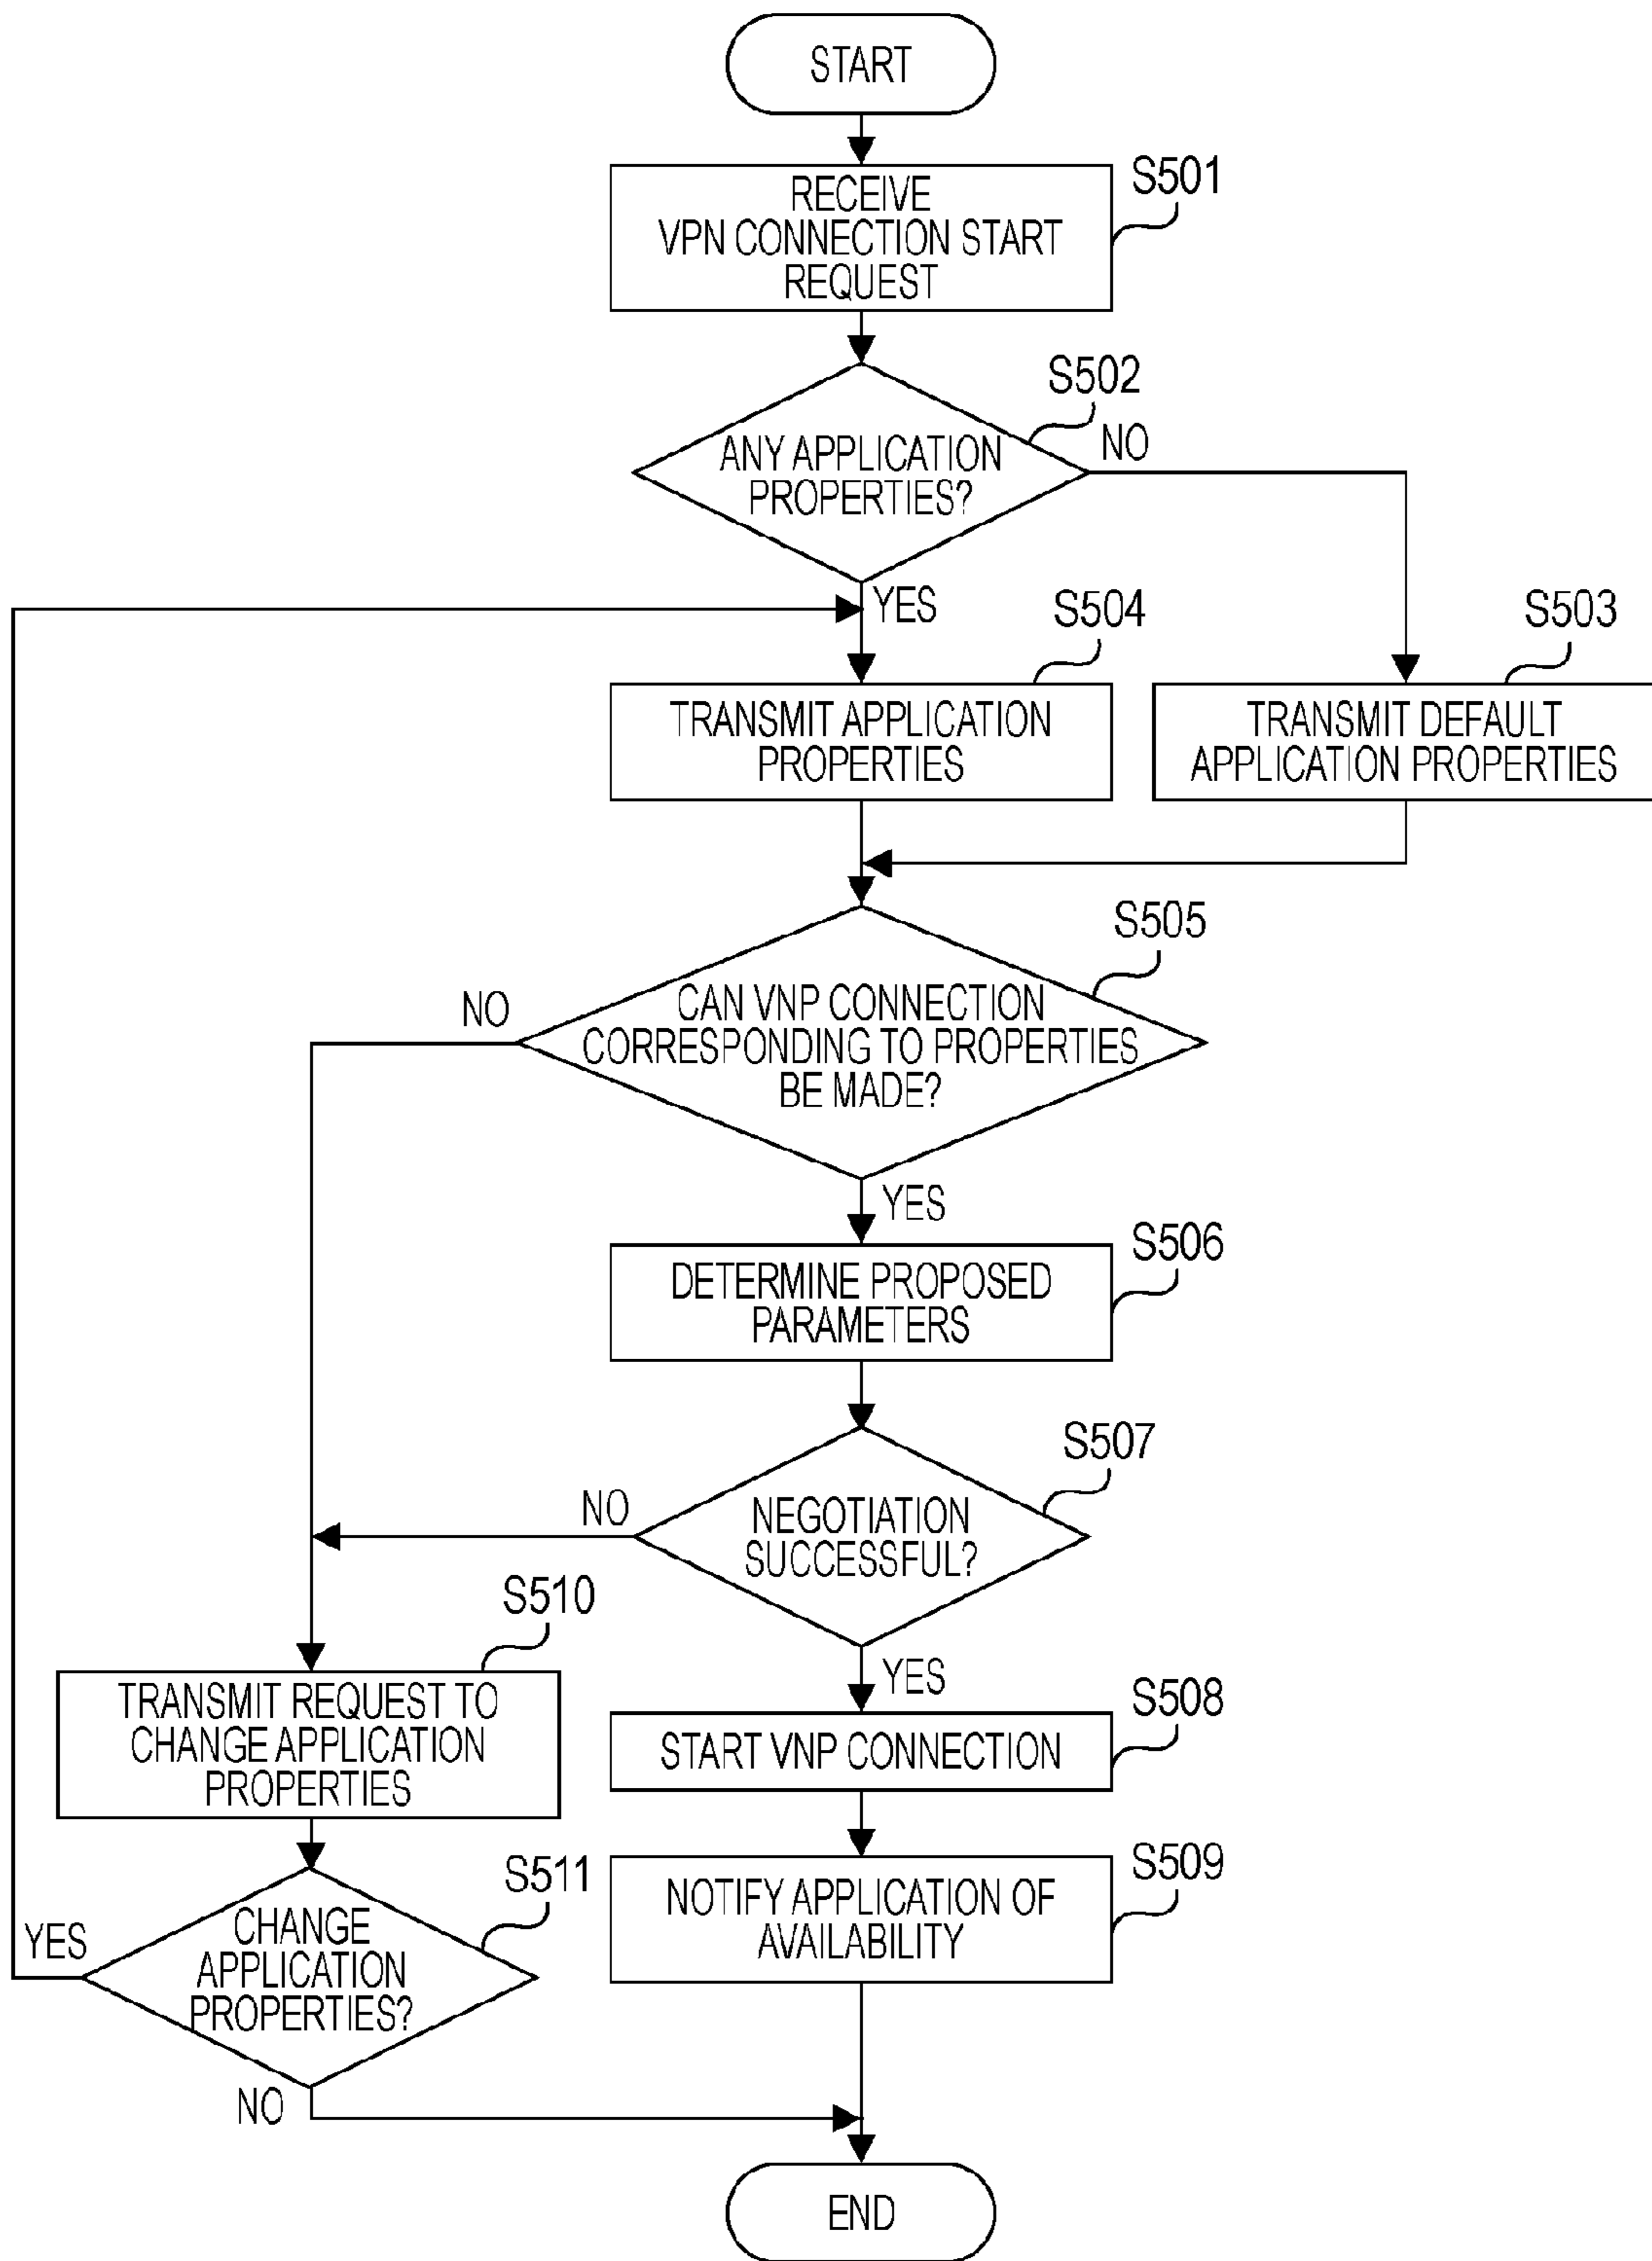 START
S501
RECEIVE
VPN CONNECTION START
REQUEST
S502
ANY APPLICATION
PROPERTIES?
NO
YES
S504
S503
TRANSMIT APPLICATION
PROPERTIES
TRANSMIT DEFAULT
APPLICATION PROPERTIES
S505
NO
CAN VNP CONNECTION
CORRESPONDING TO PROPERTIES
BE MADE?
YES
S506
DETERMINE PROPOSED
PARAMETERS
S507
NO
NEGOTIATION
SUCCESSFUL?
S510
YES
TRANSMIT REQUEST TO
CHANGE APPLICATION
PROPERTIES
S508
START VNP CONNECTION
S511
S509
NOTIFY APPLICATION OF
AVAILABILITY
YES
CHANGE
APPLICATION
PROPERTIES?
NO
END